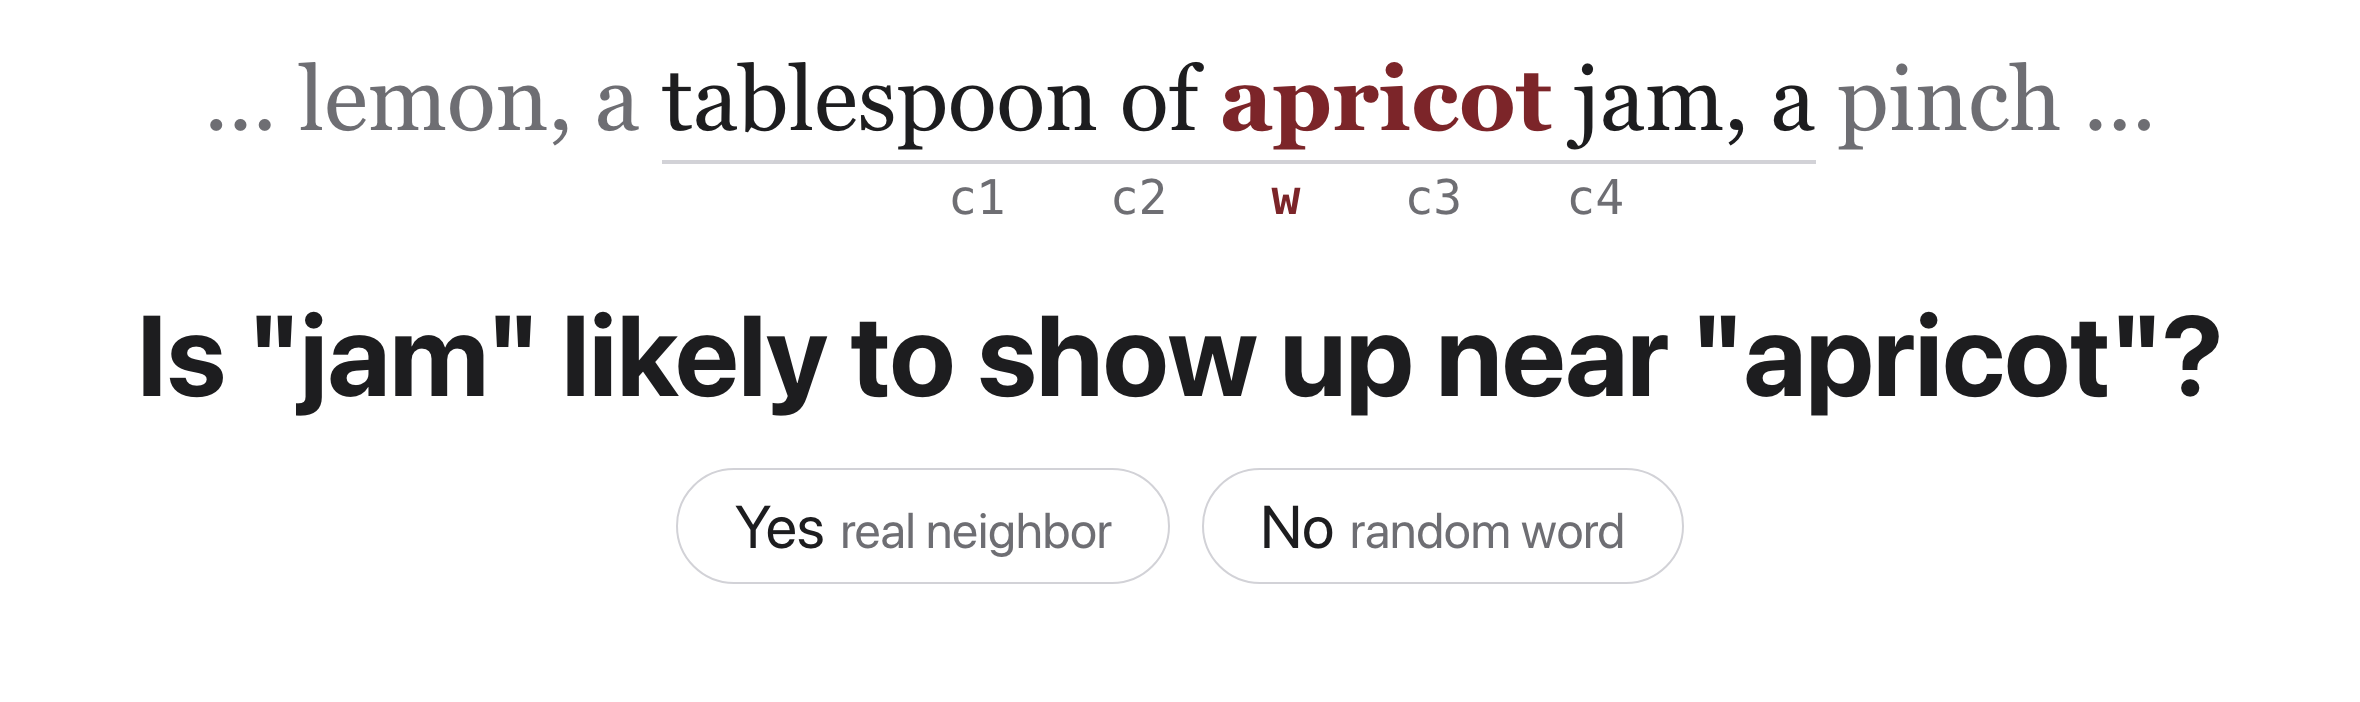 ... lemon, a tablespoon of apricot jam, a pinch ...
c1 c2 w c3 c4
Is "jam" likely to show up near "apricot"?
Yes real neighbor No random word